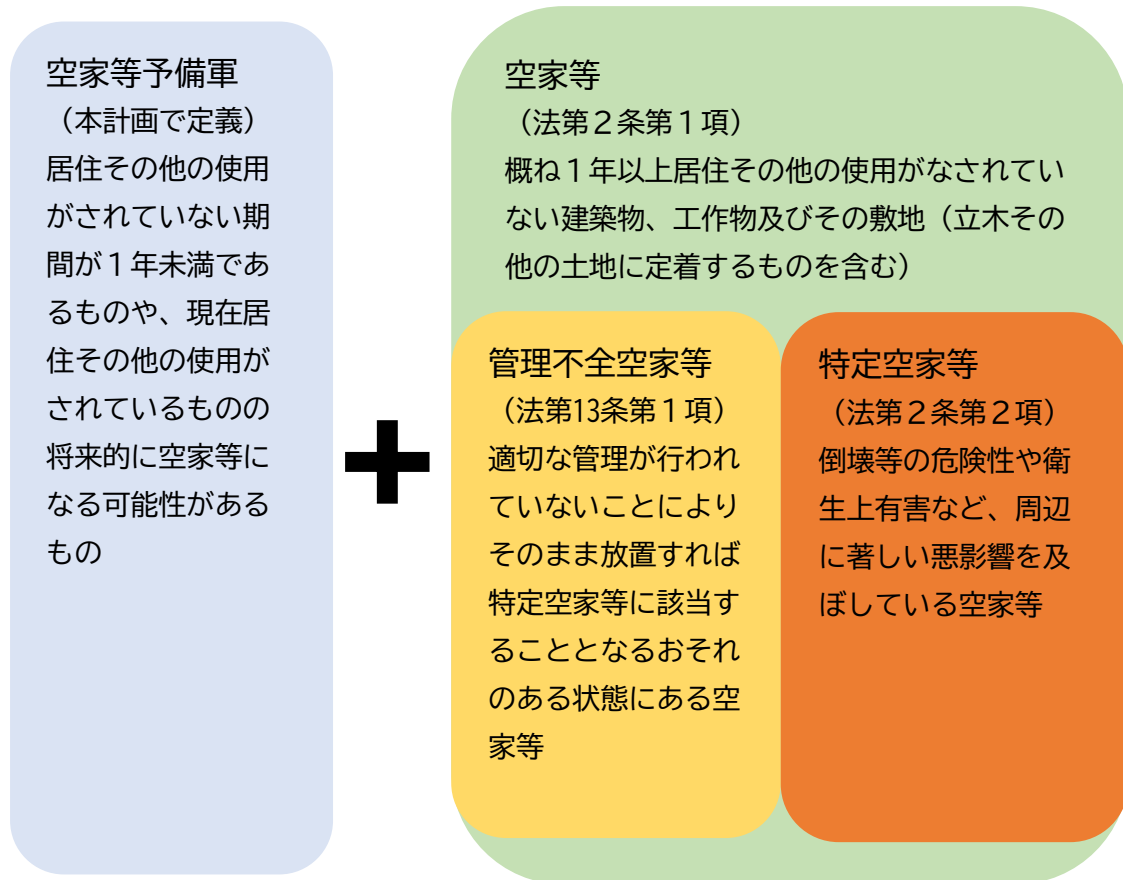 空家等予備軍
（本計画で定義）
居住その他の使用
がされていない期
間が１年未満であ
るものや、現在居
住その他の使用が
されているものの
将来的に空家等に
なる可能性がある
もの
空家等
（法第２条第１項）
概ね１年以上居住その他の使用がなされてい
ない建築物、工作物及びその敷地（立木その
他の土地に定着するものを含む）
管理不全空家等
（法第13条第１項）
適切な管理が行われ
ていないことにより
そのまま放置すれば
特定空家等に該当す
ることとなるおそれ
のある状態にある空
家等
特定空家等
（法第２条第２項）
倒壊等の危険性や衛
生上有害など、周辺
に著しい悪影響を及
ぼしている空家等